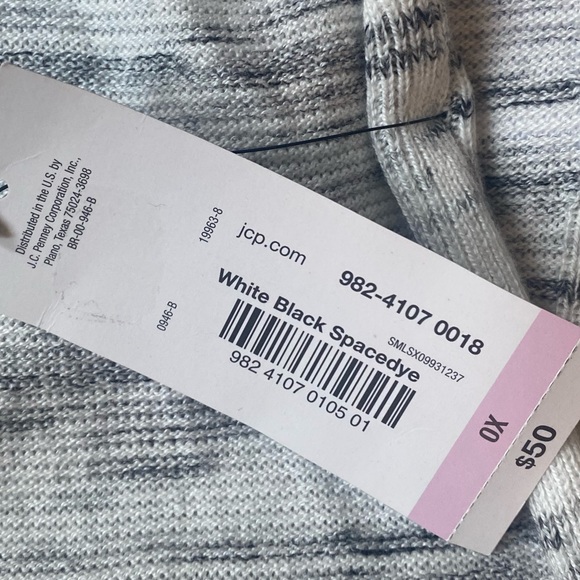 Distributed in the U.S. by
J.C. Penney Corporation, Inc.,
Plano, Texas 75024-3698
BR-00-946-B
0946-B
19963-8
jcp.com
982-4107 0018
White Black Spacedye
SMLSX09931237
982 4107 0105 01
0X
$50